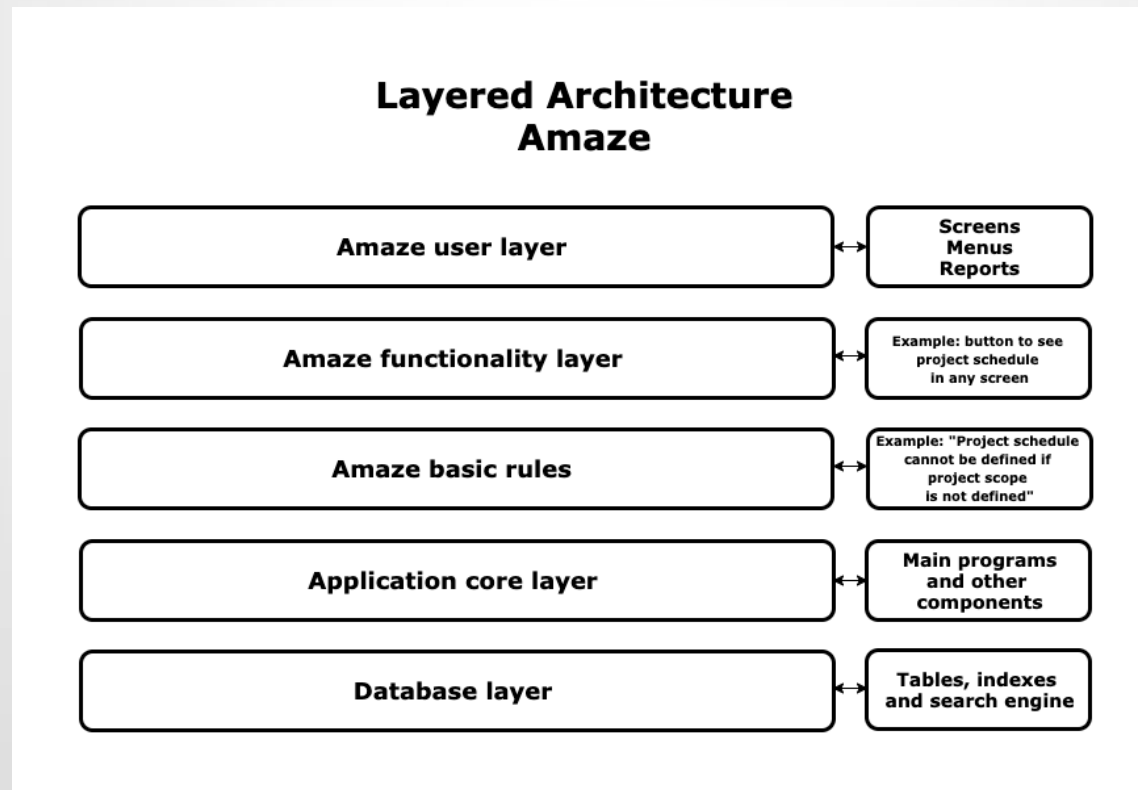 Layered Architecture
Amaze
Amaze user layer
Screens
Menus
Reports
Amaze functionality layer
Example: button to see
project schedule
in any screen
Amaze basic rules
Example: "Project schedule
cannot be defined if
project scope
is not defined"
Application core layer
Main programs
and other
components
Database layer
Tables, indexes
and search engine